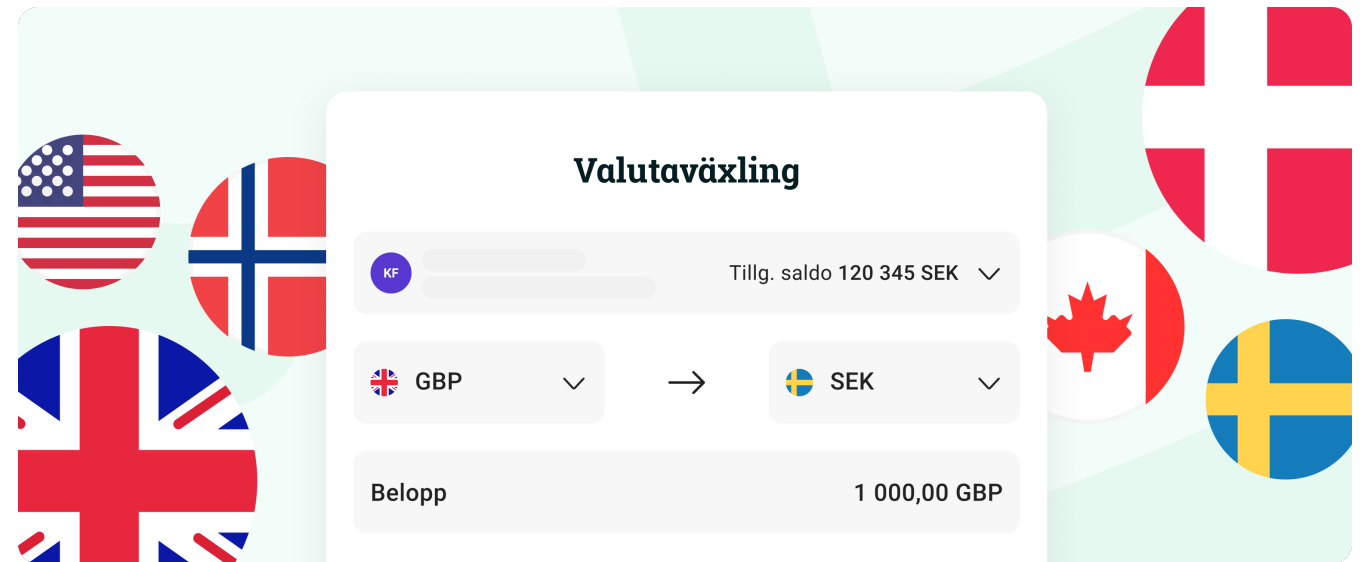 Valutaväxling
KF
Tillg. saldo 120 345 SEK
GBP
SEK
Belopp
1 000,00 GBP